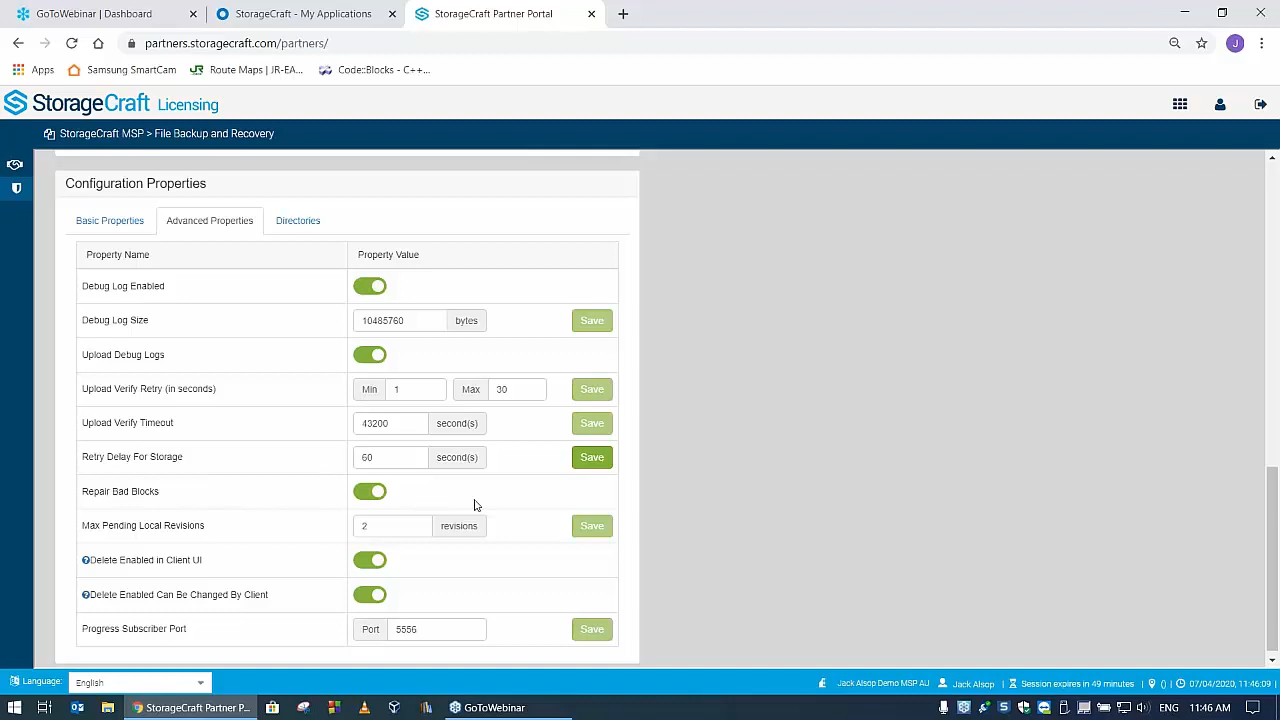 GoToWebinar | Dashboard
StorageCraft - My Applications
StorageCraft Partner Portal
partners.storagecraft.com/partners/
J
Apps
Samsung SmartCam
Route Maps | JR-EA...
Code::Blocks - C++...
StorageCraft Licensing
StorageCraft MSP > File Backup and Recovery
Configuration Properties
Basic Properties
Advanced Properties
Directories
Property Name
Property Value
Debug Log Enabled
Debug Log Size
10485760
bytes
Save
Upload Debug Logs
Upload Verify Retry (in seconds)
Min
1
Max
30
Save
Upload Verify Timeout
43200
second(s)
Save
Retry Delay For Storage
60
second(s)
Save
Repair Bad Blocks
Max Pending Local Revisions
2
revisions
Save
Delete Enabled in Client UI
Delete Enabled Can Be Changed By Client
Progress Subscriber Port
Port
5556
Save
Language:
English
Jack Alsop Demo MSP AU
Jack Alsop
Session expires in 49 minutes
()
07/04/2020, 11:46:09
StorageCraft Partner P...
GoToWebinar
ENG
11:46 AM